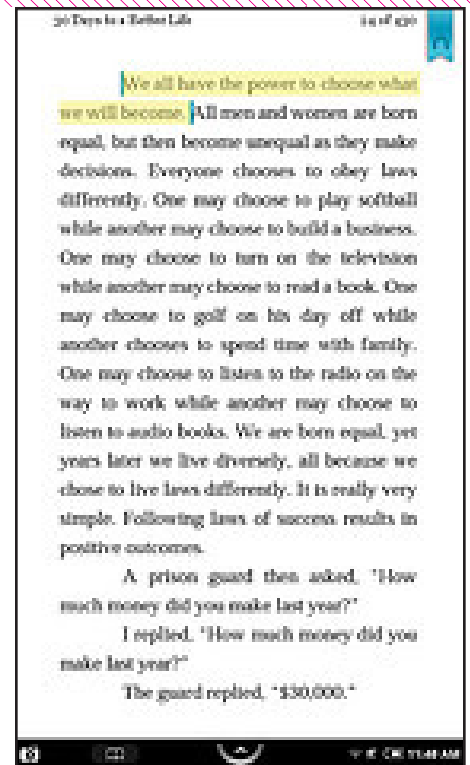 30 Days to a Better Life
We all have the power to choose what
we will become. All men and women are born
equal, but then become unequal as they make
decisions. Everyone chooses to obey laws
differently. One may choose to play softball
while another may choose to build a business.
One may choose to turn on the television
while another may choose to read a book. One
may choose to golf on his day off while
another chooses to spend time with family.
One may choose to listen to the radio on the
way to work while another may choose to
listen to audio books. We are born equal, yet
years later we live diversely, all because we
chose to live laws differently. It is really very
simple. Following laws of success results in
positive outcomes.
A prison guard then asked, "How
much money did you make last year?"
I replied, "How much money did you
make last year?"
The guard replied, "$30,000."